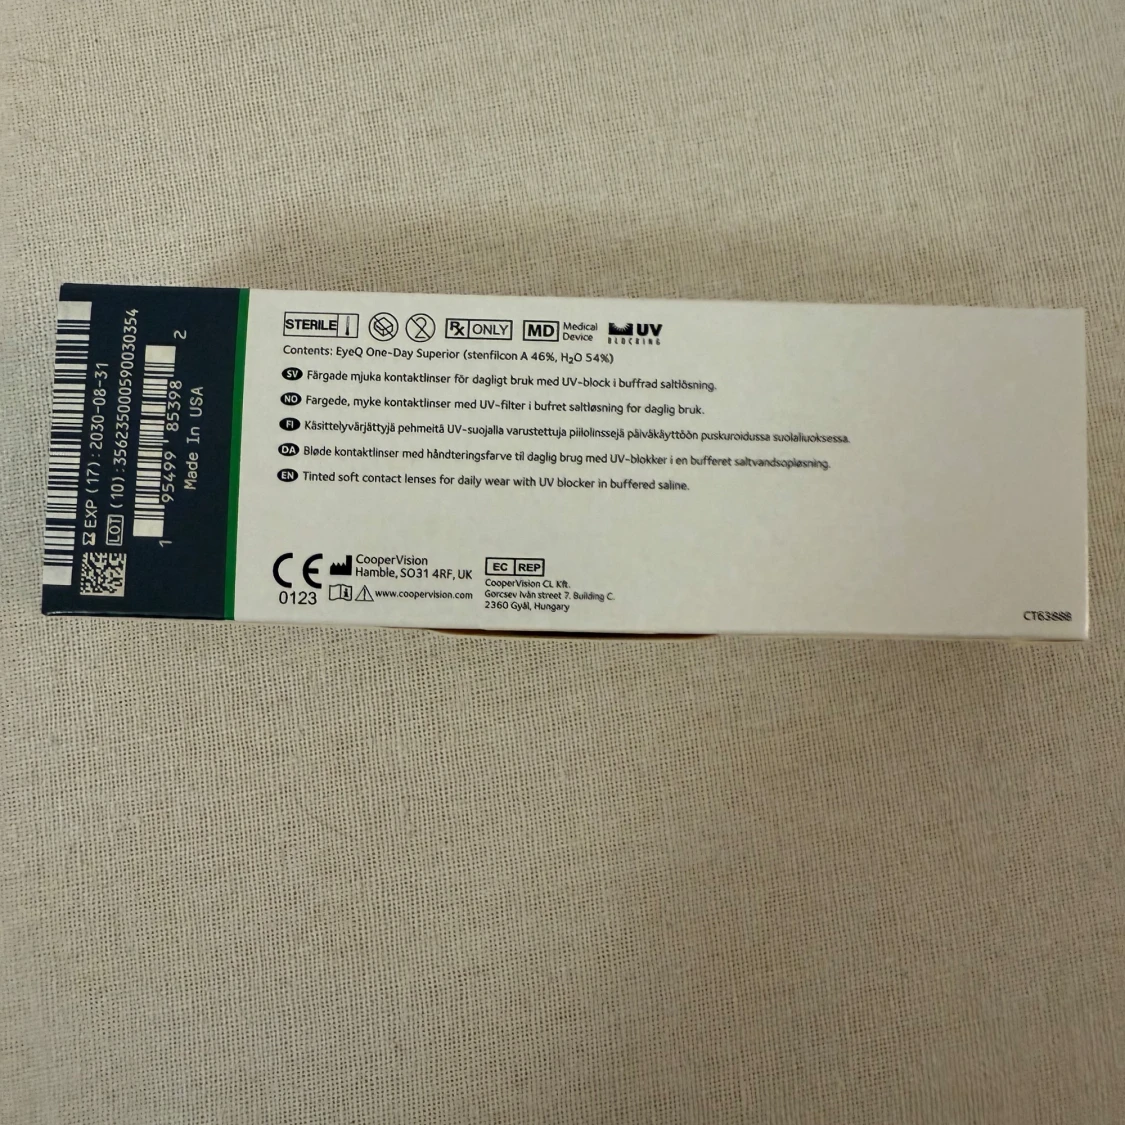 EXP (17):2030-08-31
LOT (10):3562350005900303​54
1 95499 85398 2
Made In USA
STERILE
Rx ONLY
MD Medical Device
UV BLOCKING
Contents: EyeQ One-Day Superior (stenfilcon A 46%, H₂O 54%)
SV Färgade mjuka kontaktlinser för dagligt bruk med UV-block i buffrad saltlösning.
NO Fargede, myke kontaktlinser med UV-filter i bufret saltløsning for daglig bruk.
FI Käsittelyvärjättyjä pehmeitä UV-suojalla varustettuja piilolinssejä päiväkäyttöön puskuroidussa suolaliuoksessa.
DA Bløde kontaktlinser med håndteringsfarve til daglig brug med UV-blokker i en bufferet saltvandsopløsning.
EN Tinted soft contact lenses for daily wear with UV blocker in buffered saline.
CE
0123
CooperVision
Hamble, SO31 4RF, UK
www.coopervision.com
EC REP
CooperVision CL Kft.
Gorcsev Iván street 7. Building C.
2360 Gyál, Hungary
CT63888